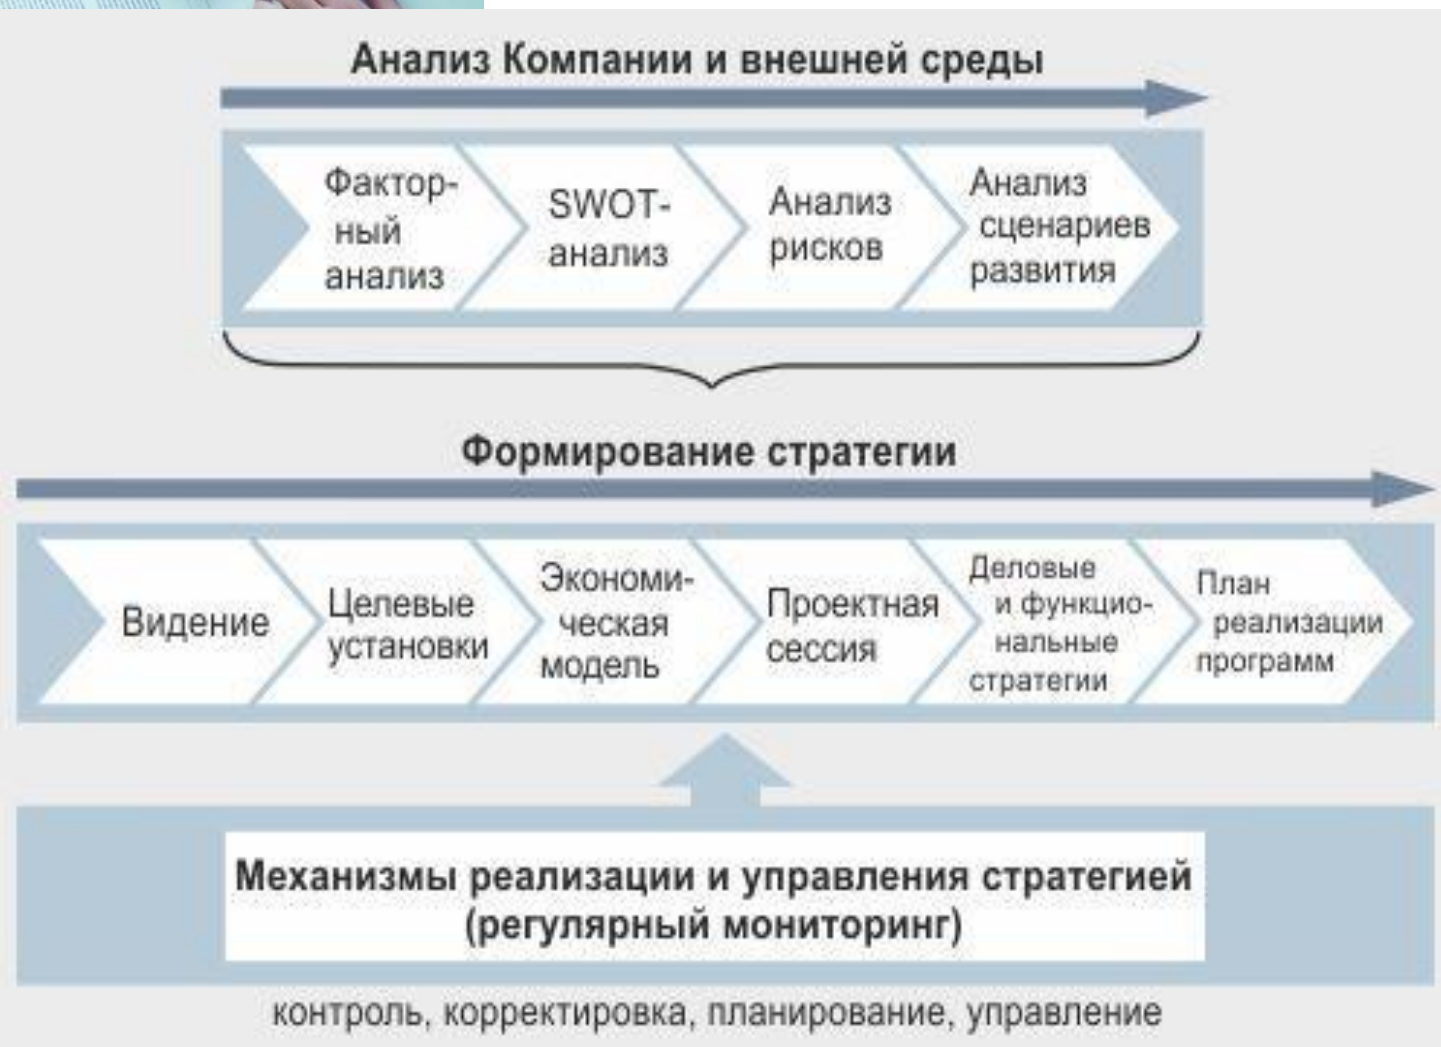 Анализ Компании и внешней среды
Фактор-
ный
анализ
SWOT-
анализ
Анализ
рисков
Анализ
сценариев
развития
Формирование стратегии
Видение
Целевые
установки
Экономи-
ческая
модель
Проектная
сессия
Деловые
и функцио-
нальные
стратегии
План
реализации
программ
Механизмы реализации и управления стратегией
(регулярный мониторинг)
контроль, корректировка, планирование, управление